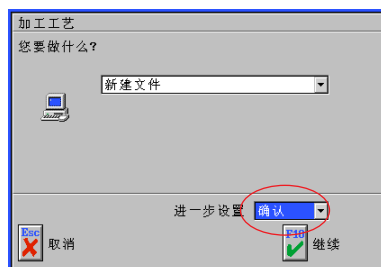 加工工艺
您要做什么?
新建文件
进一步设置 确认
Esc 取消
F10 继续